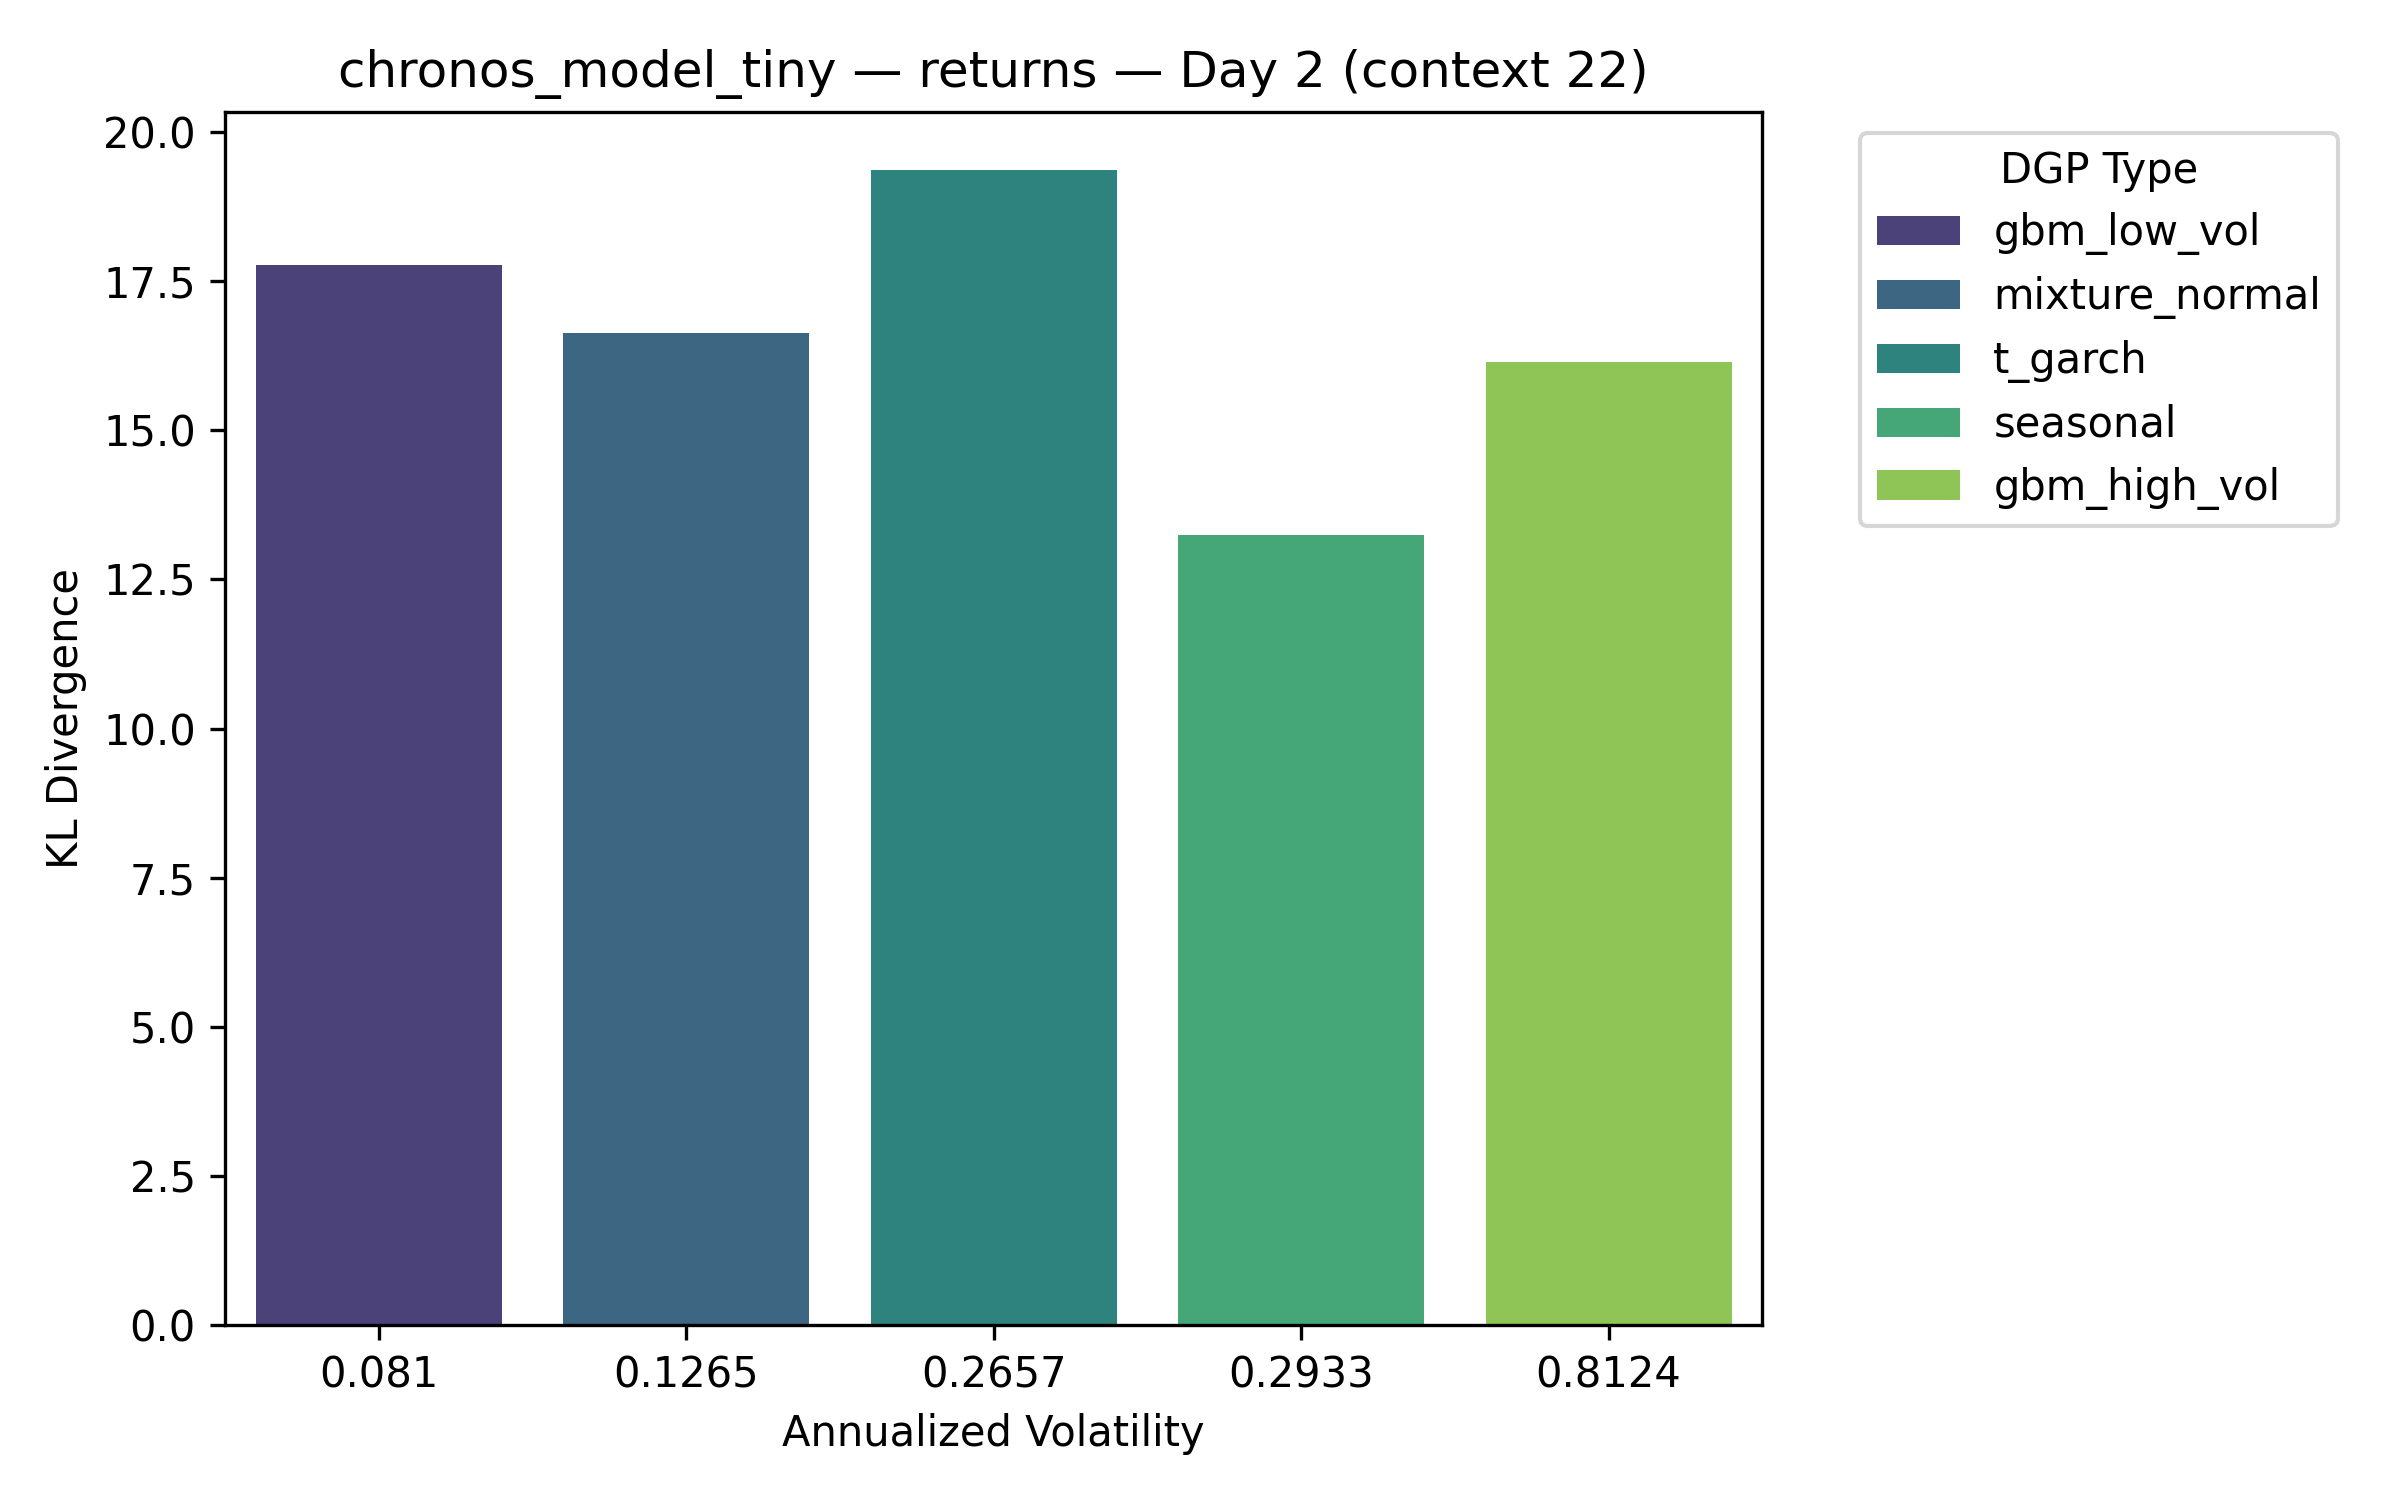 chronos_model_tiny — returns — Day 2 (context 22)
20.0
17.5
15.0
12.5
10.0
7.5
5.0
2.5
0.0
KL Divergence
0.081 0.1265 0.2657 0.2933 0.8124
Annualized Volatility
DGP Type
gbm_low_vol
mixture_normal
t_garch
seasonal
gbm_high_vol